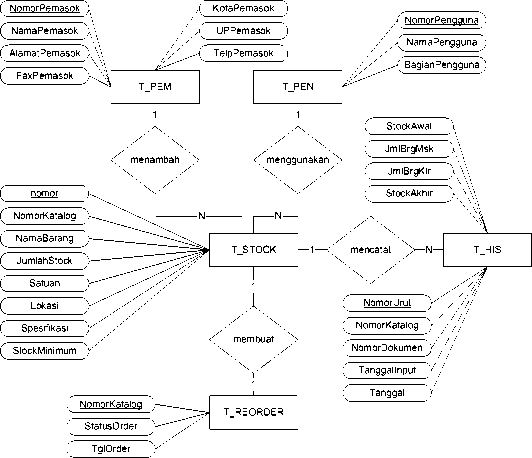 NomorPemasok
KotaPemasok
NamaPemasok
UPPemasok
AlamatPemasok
TelpPemasok
FaxPemasok
NomorPengguna
NamaPengguna
BagianPengguna
T_PEM
T_PEN
1
1
menambah
menggunakan
StockAwal
JmlBrgMsk
JmlBrgKlr
StockAkhir
nomor
NomorKatalog
NamaBarang
JumlahStock
Satuan
Lokasi
Spesifikasi
StockMinimum
N
N
T_STOCK
1
mencatat
N
T_HIS
NomorUrut
NomorKatalog
NomorDokumen
TanggalInput
Tanggal
membuat
NomorKatalog
StatusOrder
TglOrder
T_REORDER